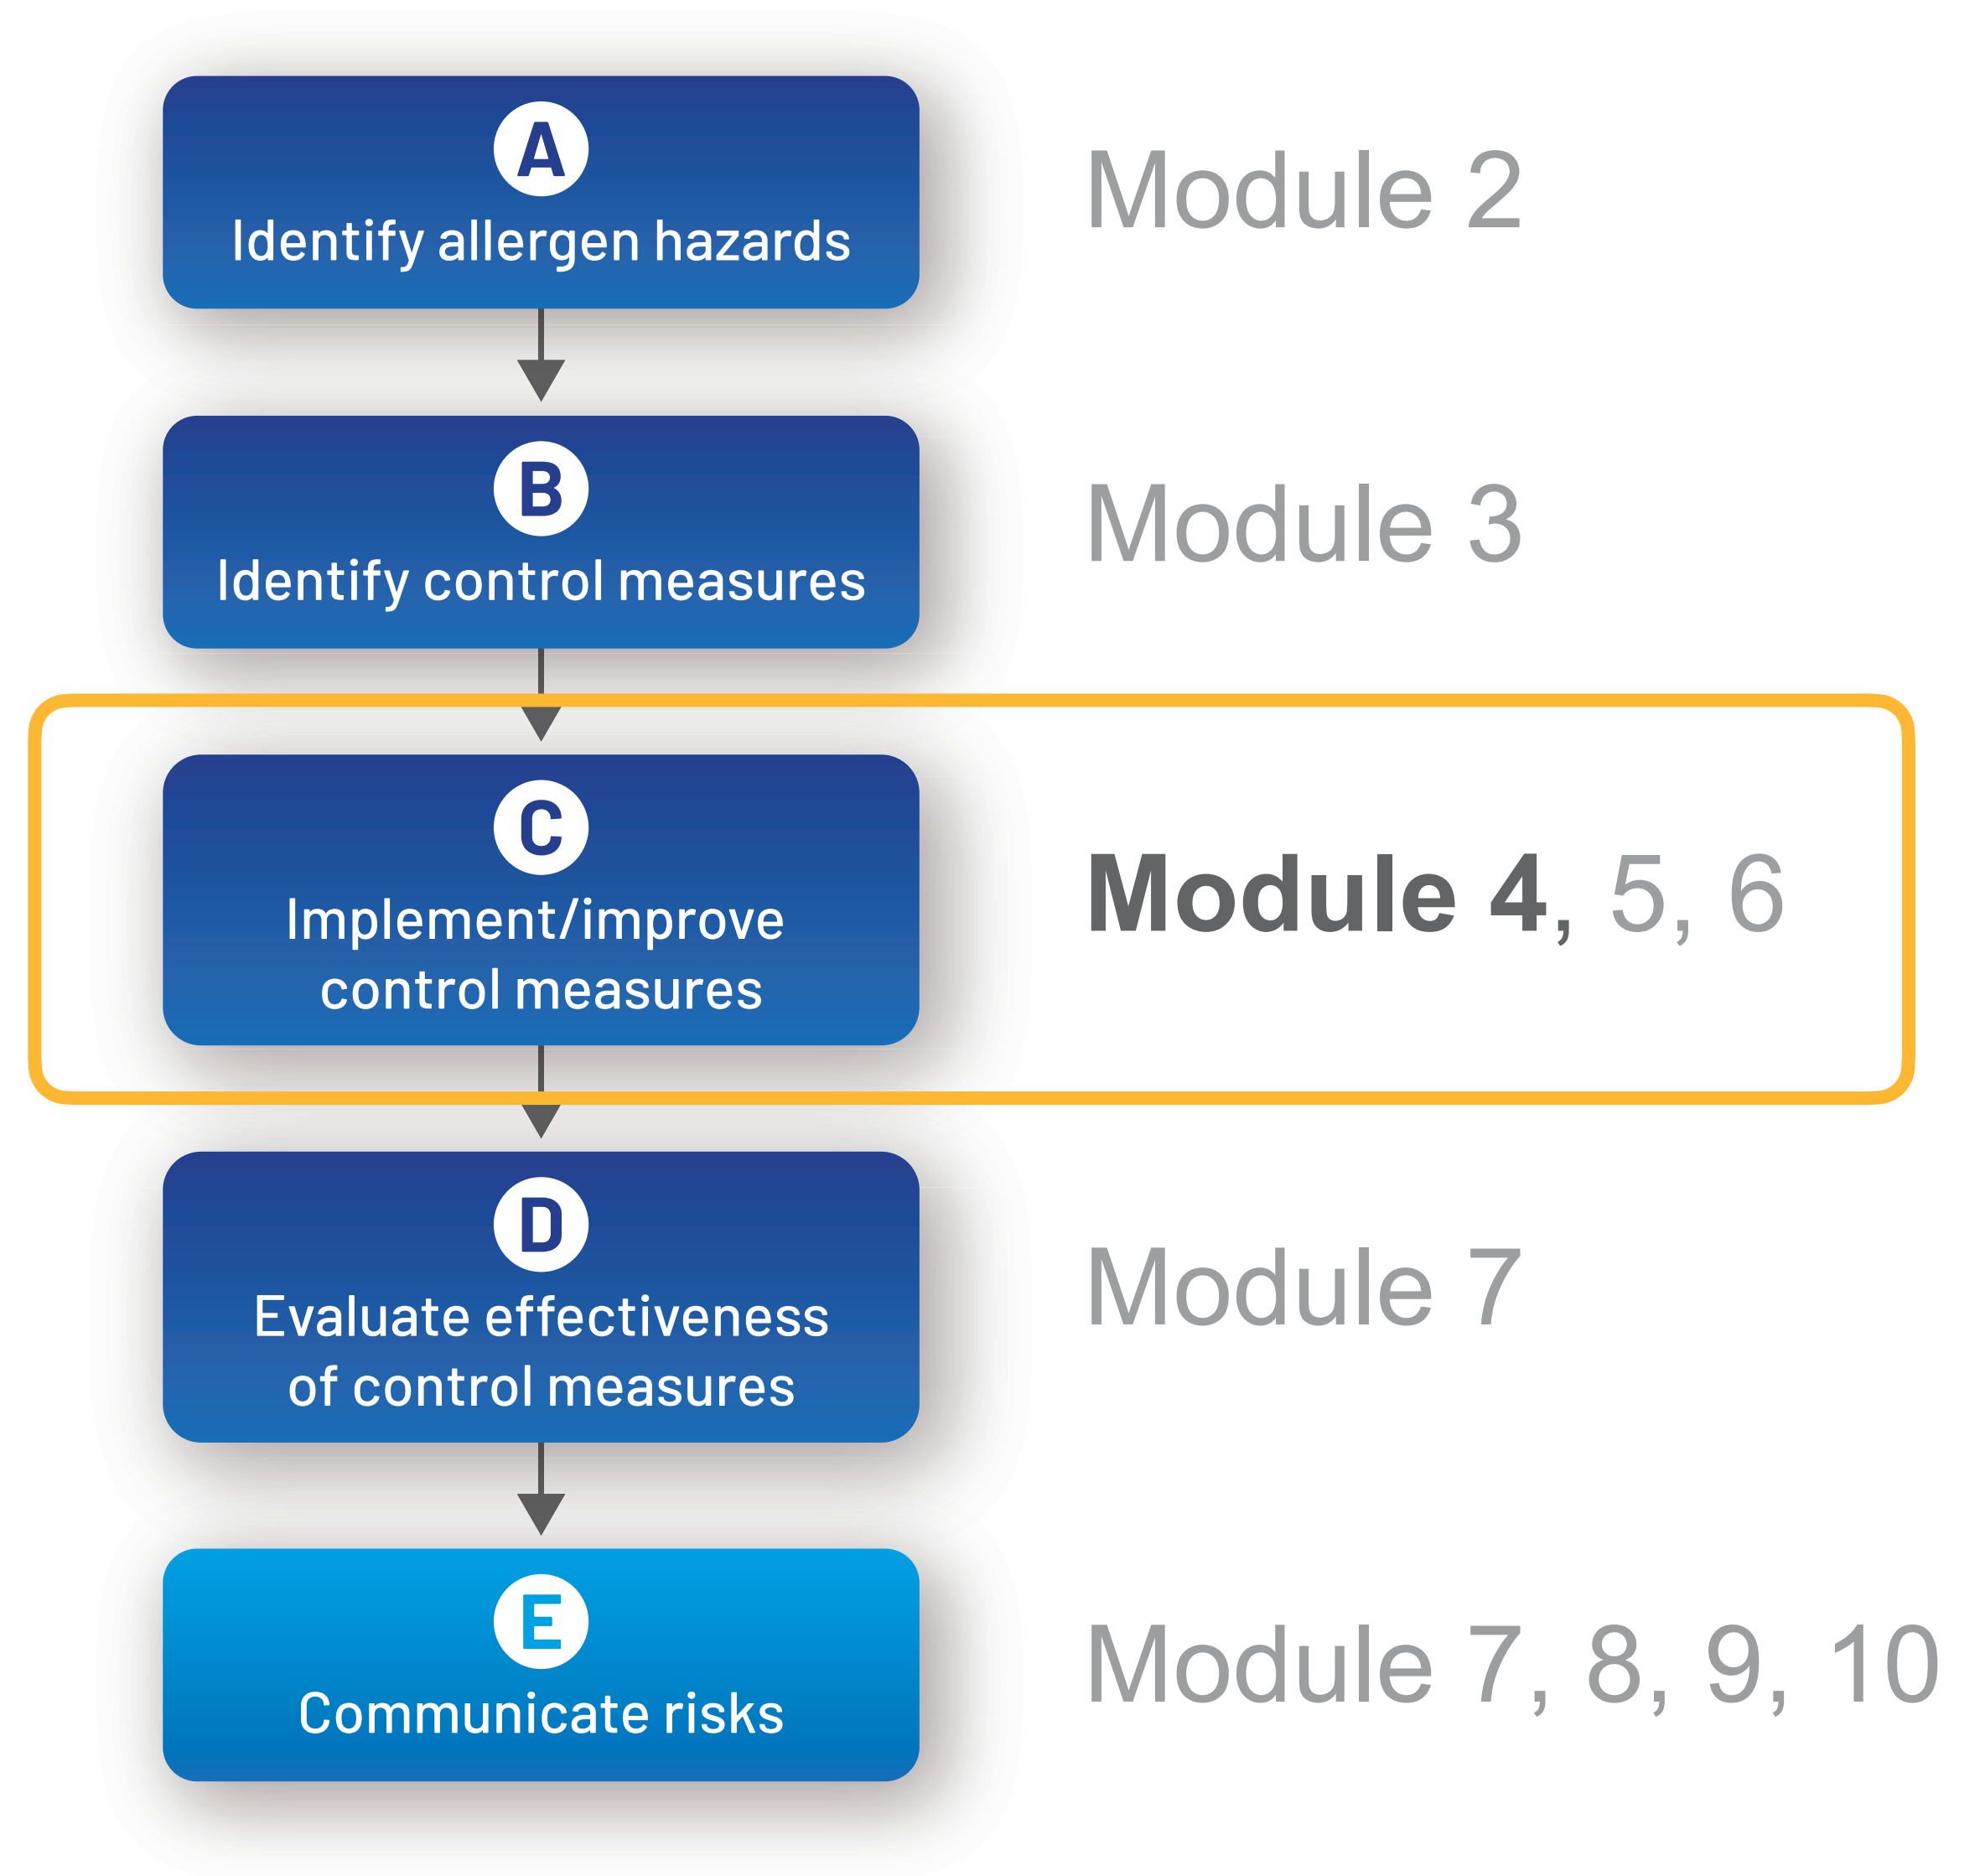 A
Identify allergen hazards
Module 2
B
Identify control measures
Module 3
C
Implement/improve
control measures
Module 4, 5, 6
D
Evaluate effectiveness
of control measures
Module 7
E
Communicate risks
Module 7, 8, 9, 10